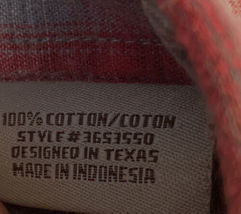 100% COTTON/COTON
STYLE#3653550
DESIGNED IN TEXAS
MADE IN INDONESIA